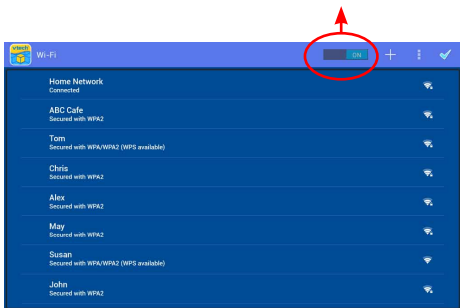 vtech
Wi-Fi
ON
Home Network
Connected
ABC Cafe
Secured with WPA2
Tom
Secured with WPA/WPA2 (WPS available)
Chris
Secured with WPA2
Alex
Secured with WPA2
May
Secured with WPA2
Susan
Secured with WPA/WPA2 (WPS available)
John
Secured with WPA2